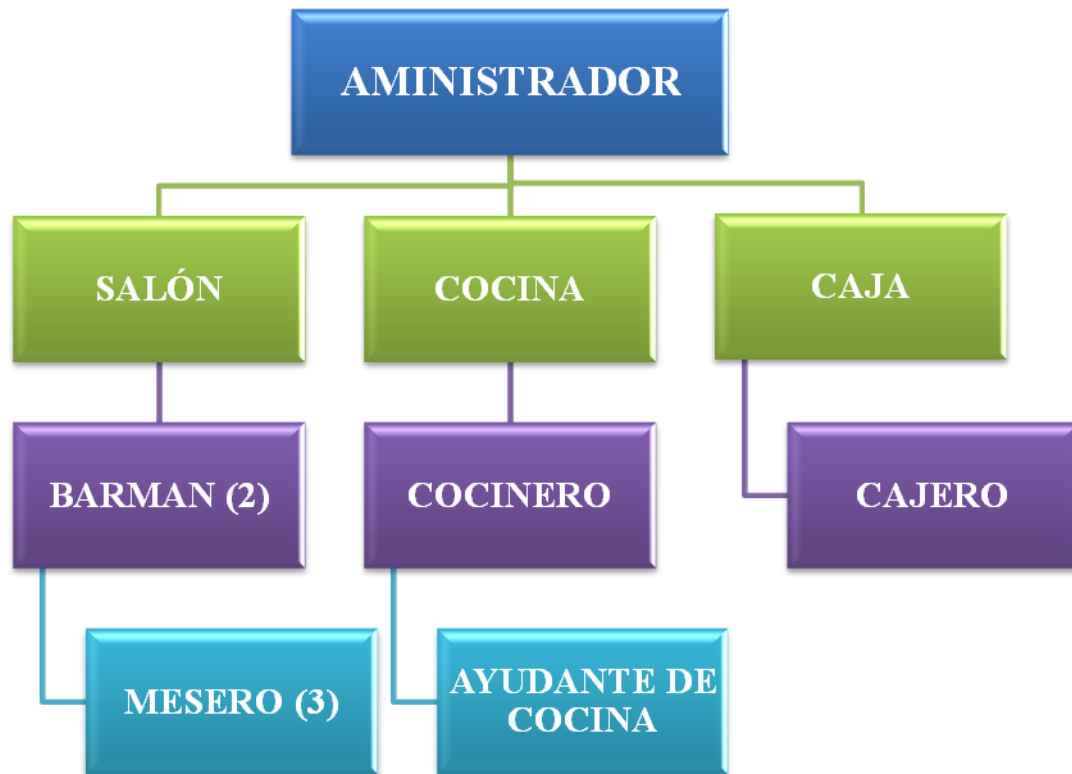 AMINISTRADOR
SALÓN
COCINA
CAJA
BARMAN (2)
COCINERO
CAJERO
MESERO (3)
AYUDANTE DE
COCINA